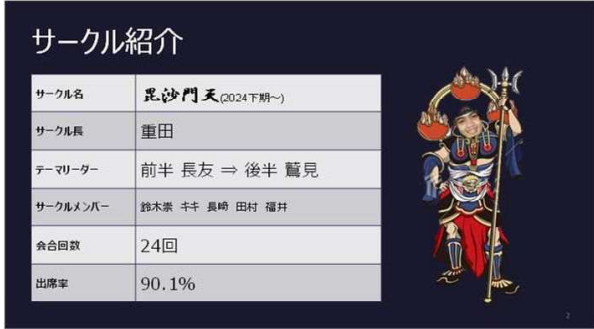 サークル紹介
サークル名 毘沙門天(2024下期～)
サークル長 重田
テーマリーダー 前半 長友 ⇒ 後半 鷲見
サークルメンバー 鈴木崇 キキ 長崎 田村 福井
会合回数 24回
出席率 90.1%
2